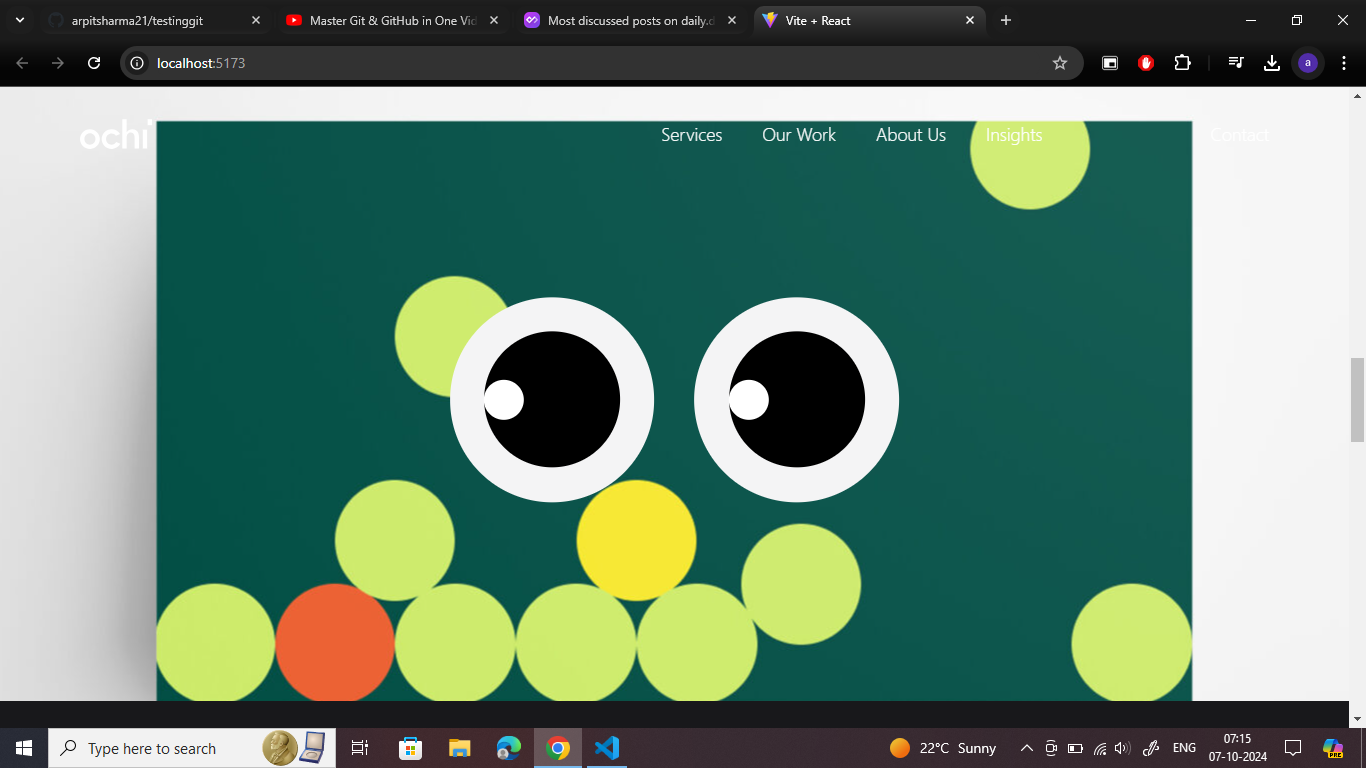 arpitsharma21/testinggit
Master Git & GitHub in One Vid
Most discussed posts on daily.d
Vite + React
localhost:5173
a
ochi
Services
Our Work
About Us
Insights
Contact
Type here to search
22°C Sunny
ENG
07:15
07-10-2024
PRE